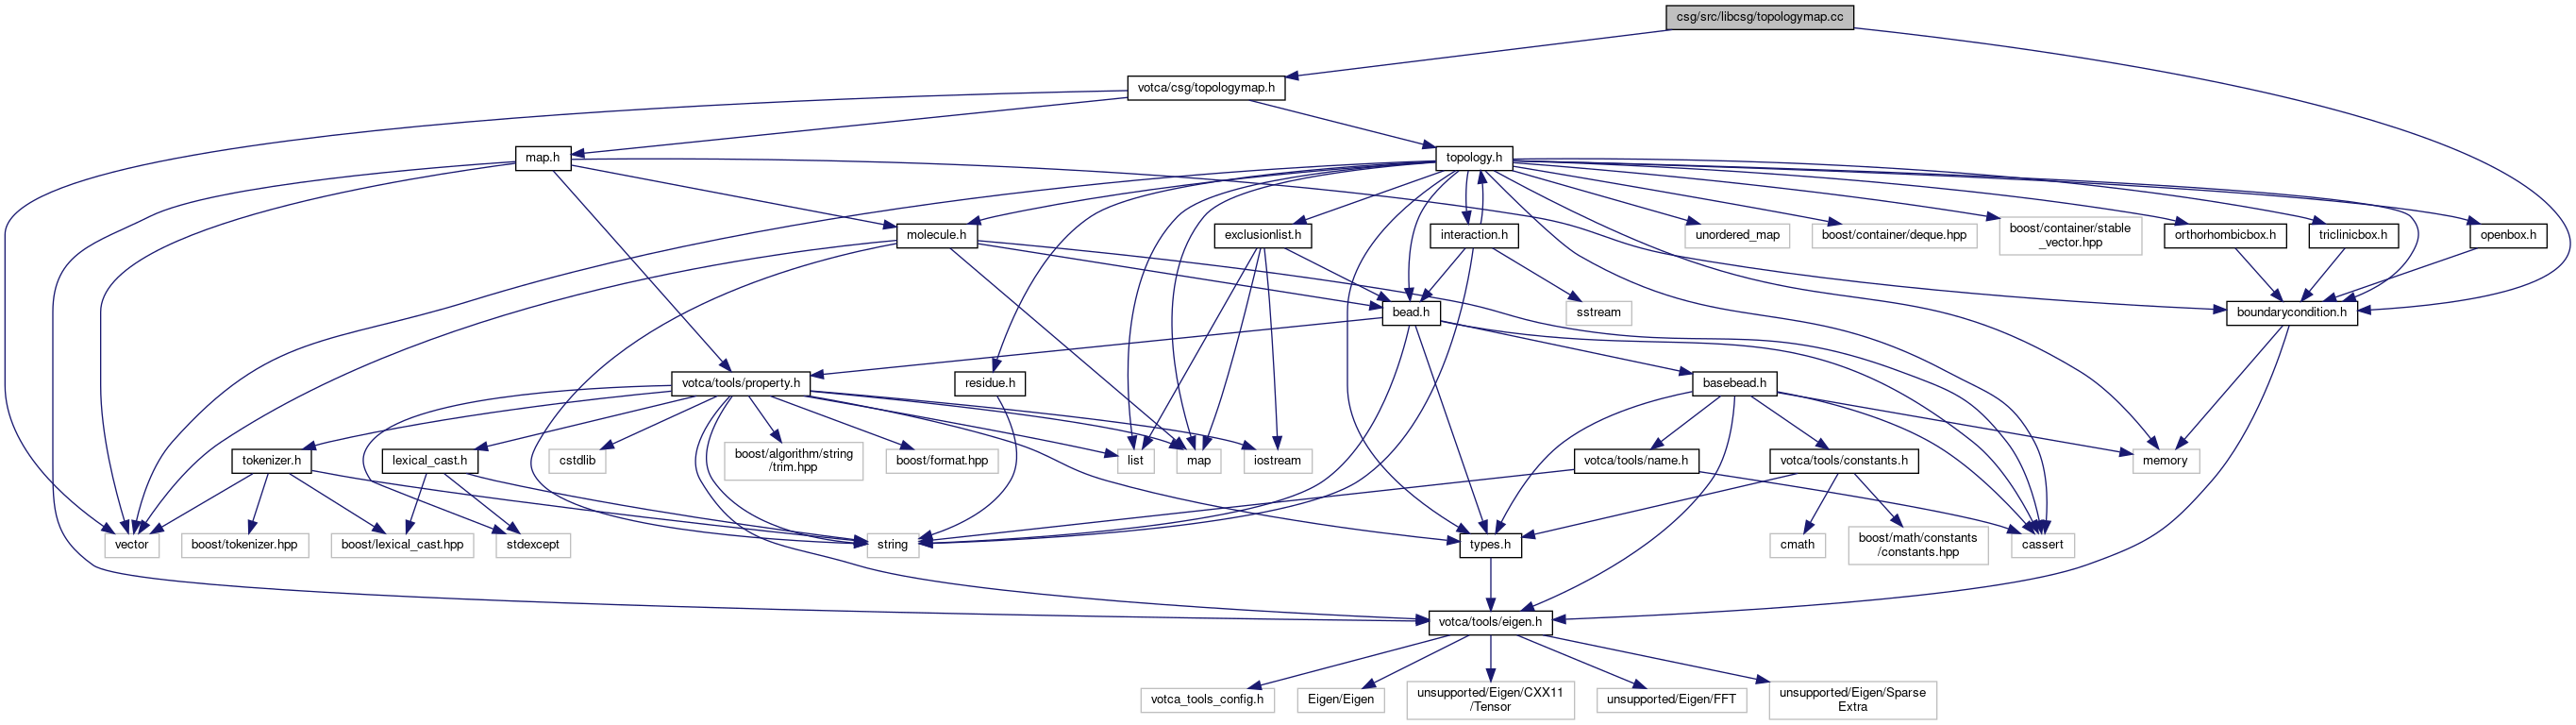 csg/src/libcsg/topologymap.cc
votca/csg/topologymap.h
map.h
topology.h
molecule.h
exclusionlist.h
interaction.h
unordered_map
boost/container/deque.hpp
boost/container/stable
_vector.hpp
orthorhombicbox.h
triclinicbox.h
openbox.h
bead.h
sstream
boundarycondition.h
votca/tools/property.h
residue.h
basebead.h
tokenizer.h
lexical_cast.h
cstdlib
boost/algorithm/string
/trim.hpp
boost/format.hpp
list
map
iostream
votca/tools/name.h
votca/tools/constants.h
memory
vector
boost/tokenizer.hpp
boost/lexical_cast.hpp
stdexcept
string
types.h
cmath
boost/math/constants
/constants.hpp
cassert
votca/tools/eigen.h
votca_tools_config.h
Eigen/Eigen
unsupported/Eigen/CXX11
/Tensor
unsupported/Eigen/FFT
unsupported/Eigen/Sparse
Extra